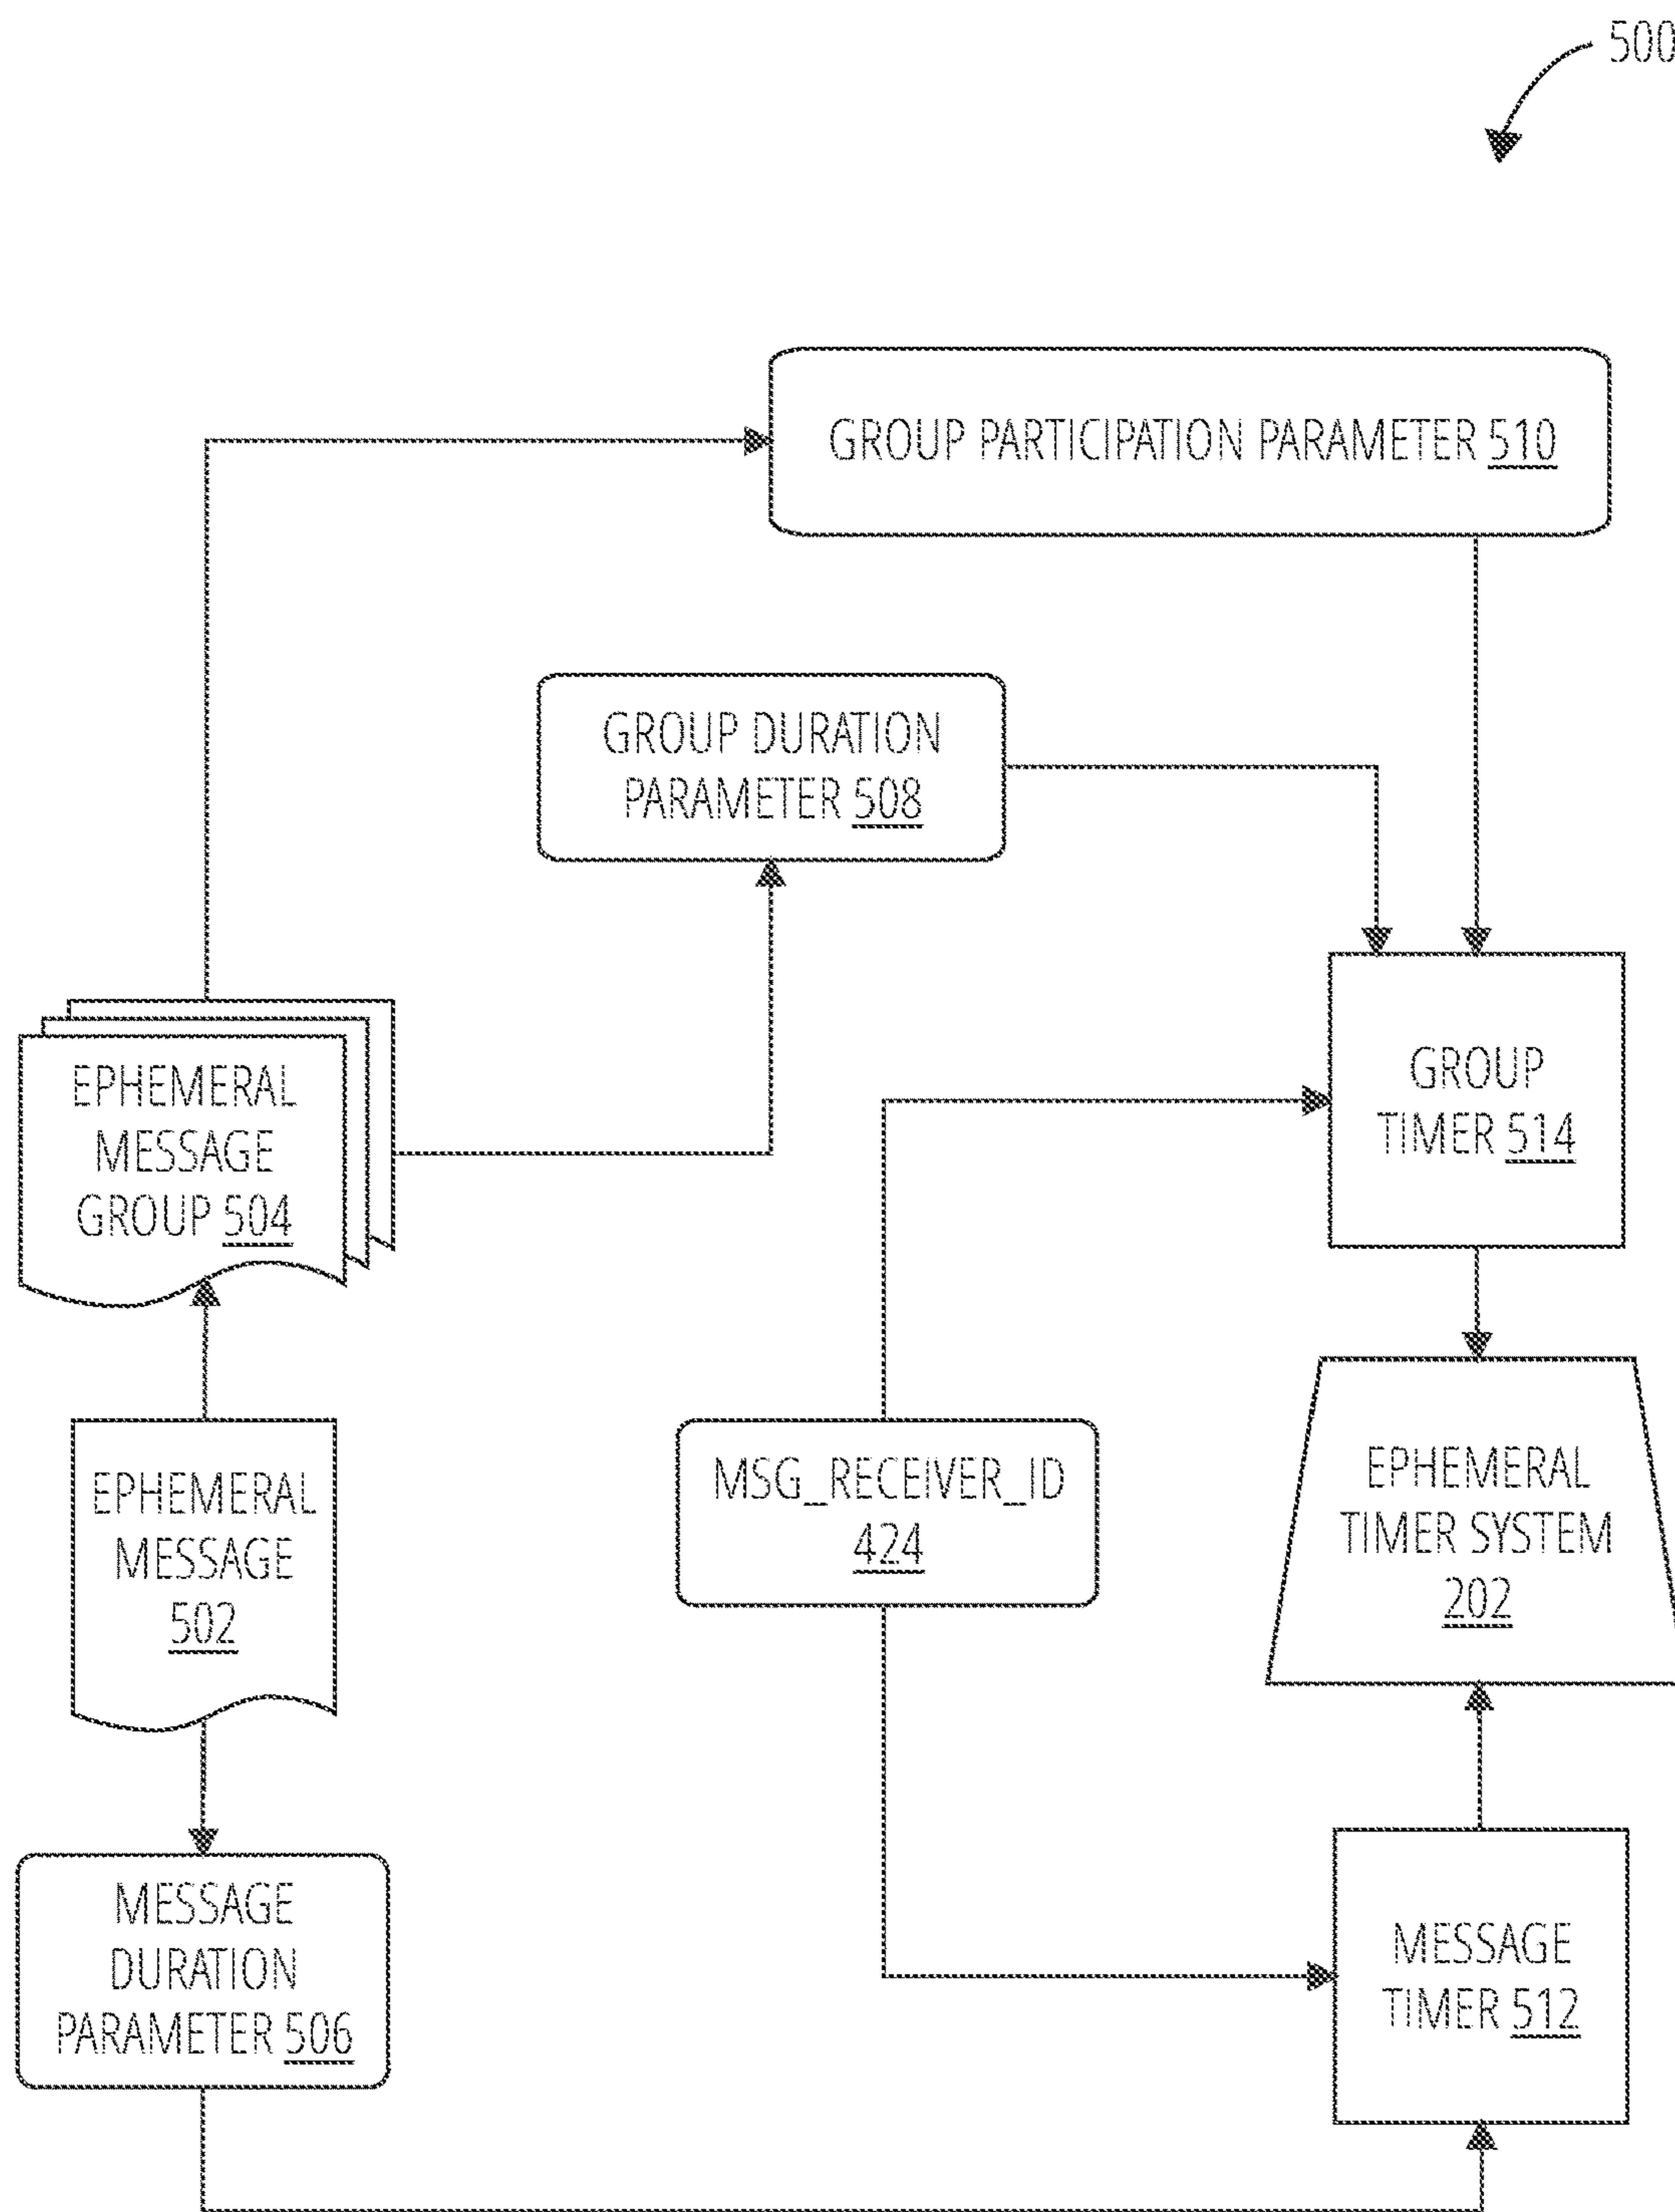 500
GROUP PARTICIPATION PARAMETER 510
GROUP DURATION
PARAMETER 508
EPHEMERAL
MESSAGE
GROUP 504
GROUP
TIMER 514
EPHEMERAL
MESSAGE
502
MSG_RECEIVER_ID
424
EPHEMERAL
TIMER SYSTEM
202
MESSAGE
DURATION
PARAMETER 506
MESSAGE
TIMER 512